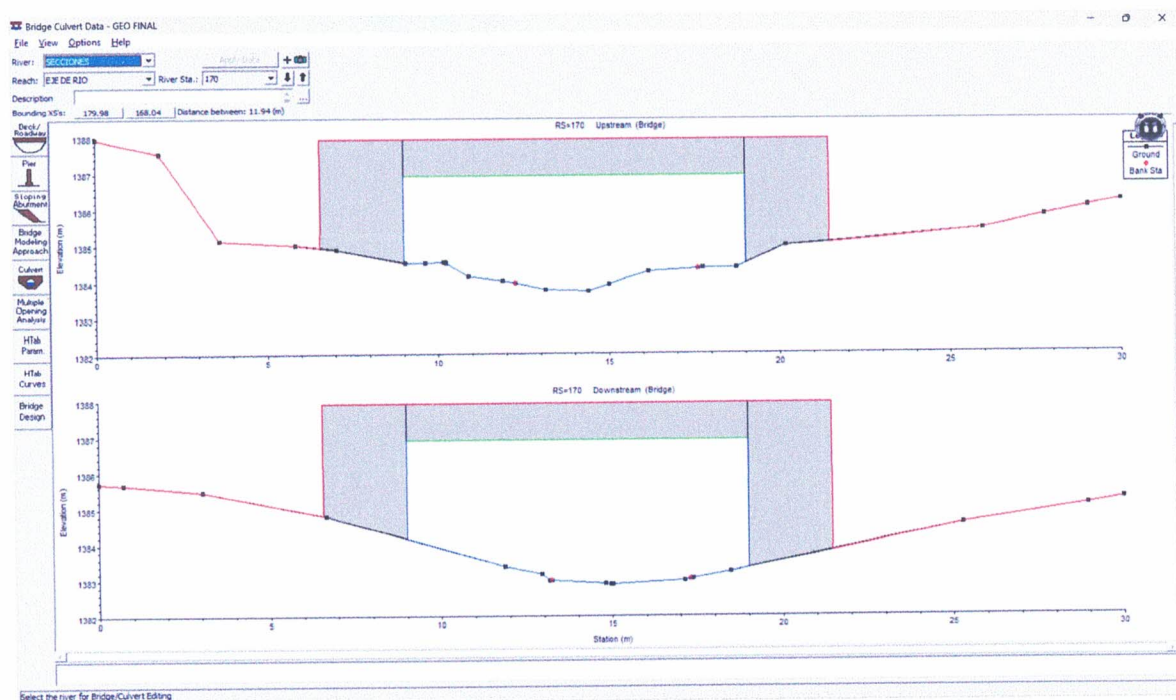 Bridge Culvert Data - GEO FINAL
File View Options Help
River: SECCIONES
Reach: EJE DE RIO River Sta.: 170
Description
Bounding XS's: 179.98 168.04 Distance between: 11.94 (m)
Deck/
Roadway
Pier
Sloping
Abutment
Bridge
Modeling
Approach
Culvert
Multiple
Opening
Analysis
HTab
Param.
HTab
Curves
Bridge
Design
RS=170 Upstream (Bridge)
Elevation (m)
1388
1387
1386
1385
1384
1383
1382
0 5 10 15 20 25 30
Ground
Bank Sta
RS=170 Downstream (Bridge)
Elevation (m)
1388
1387
1386
1385
1384
1383
1382
0 5 10 15 20 25 30
Station (m)
Select the river for Bridge/Culvert Editing